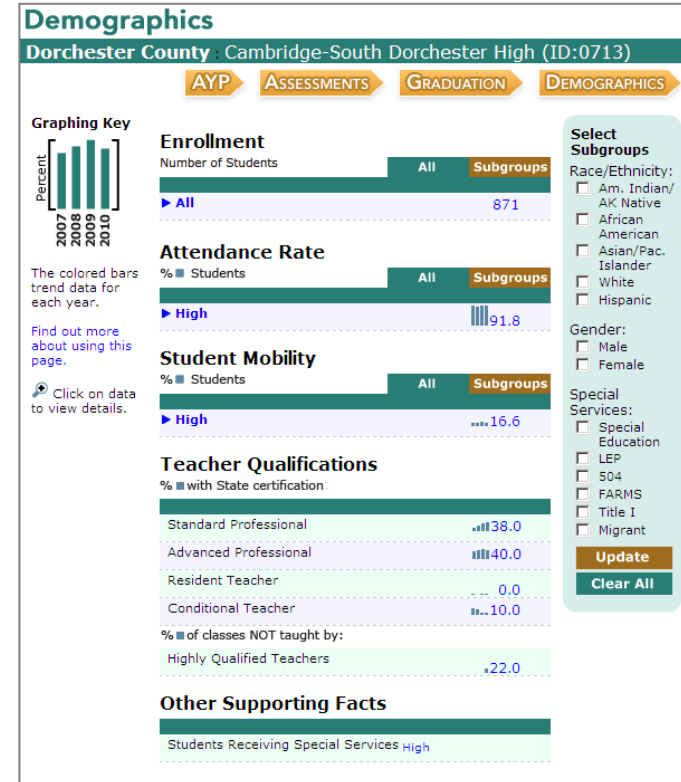 Demographics
Dorchester County : Cambridge-South Dorchester High (ID:0713)
AYP ASSESSMENTS GRADUATION DEMOGRAPHICS
Graphing Key
Percent
2007
2008
2009
2010
The colored bars
trend data for
each year.
Find out more
about using this
page.
Click on data
to view details.
Enrollment
Number of Students
All Subgroups
All 871
Attendance Rate
% Students
All Subgroups
High 91.8
Student Mobility
% Students
All Subgroups
High 16.6
Teacher Qualifications
% with State certification
Standard Professional 38.0
Advanced Professional 40.0
Resident Teacher 0.0
Conditional Teacher 10.0
% of classes NOT taught by:
Highly Qualified Teachers 22.0
Other Supporting Facts
Students Receiving Special Services High
Select
Subgroups
Race/Ethnicity:
Am. Indian/
AK Native
African
American
Asian/Pac.
Islander
White
Hispanic
Gender:
Male
Female
Special
Services:
Special
Education
LEP
504
FARMS
Title I
Migrant
Update
Clear All